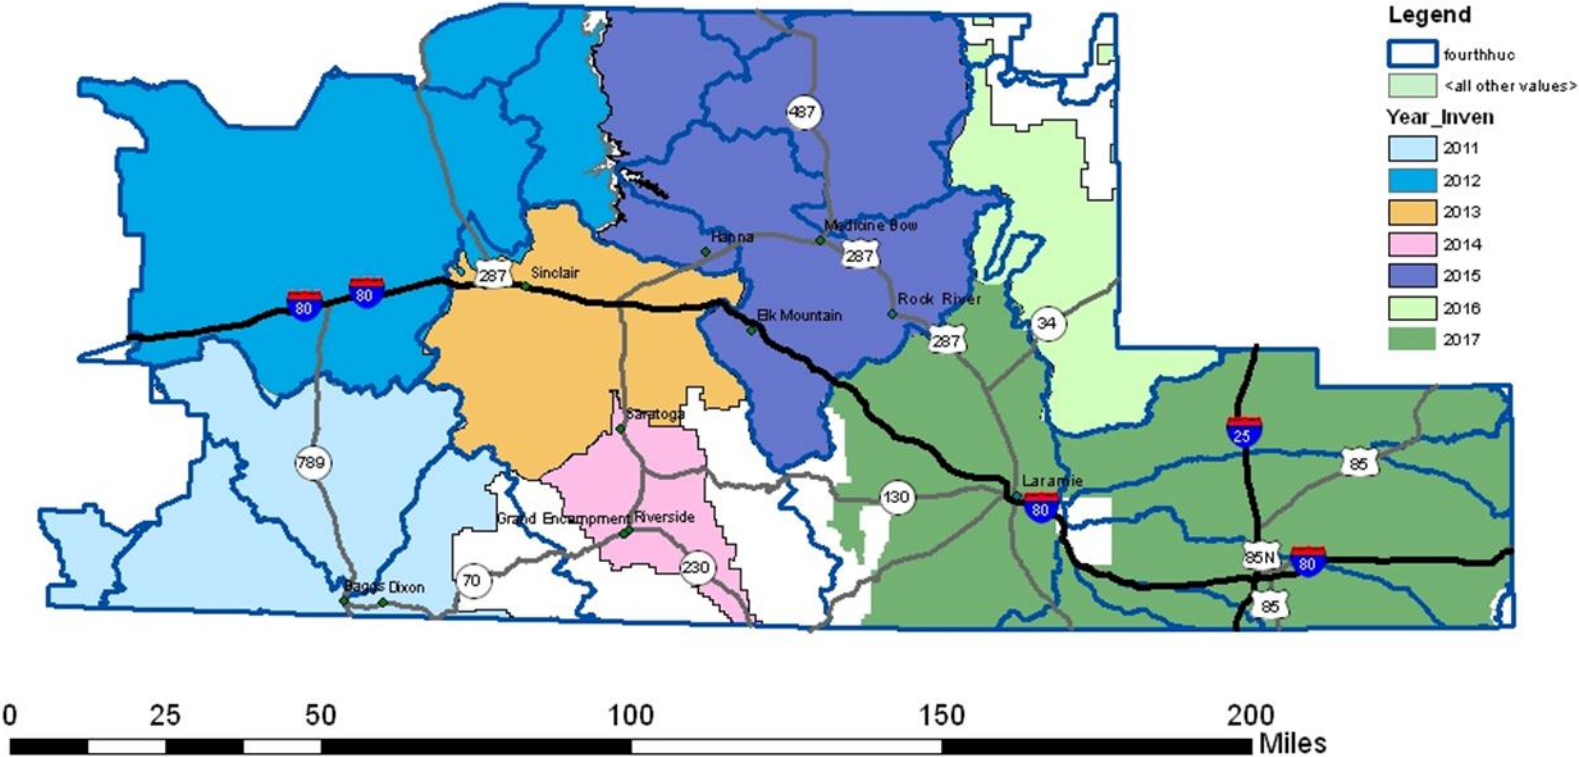 Legend
fourthhuc
<all other values>
Year_Inven
2011
2012
2013
2014
2015
2016
2017
487
Medicine Bow
Hanna
287
287
Sinclair
80
80
Rock River
Elk Mountain
34
287
Saratoga
25
789
85
Laramie
130
80
Grand Encampment
Riverside
85N
80
70
230
Baggs
Dixon
85
0 25 50 100 150 200
Miles